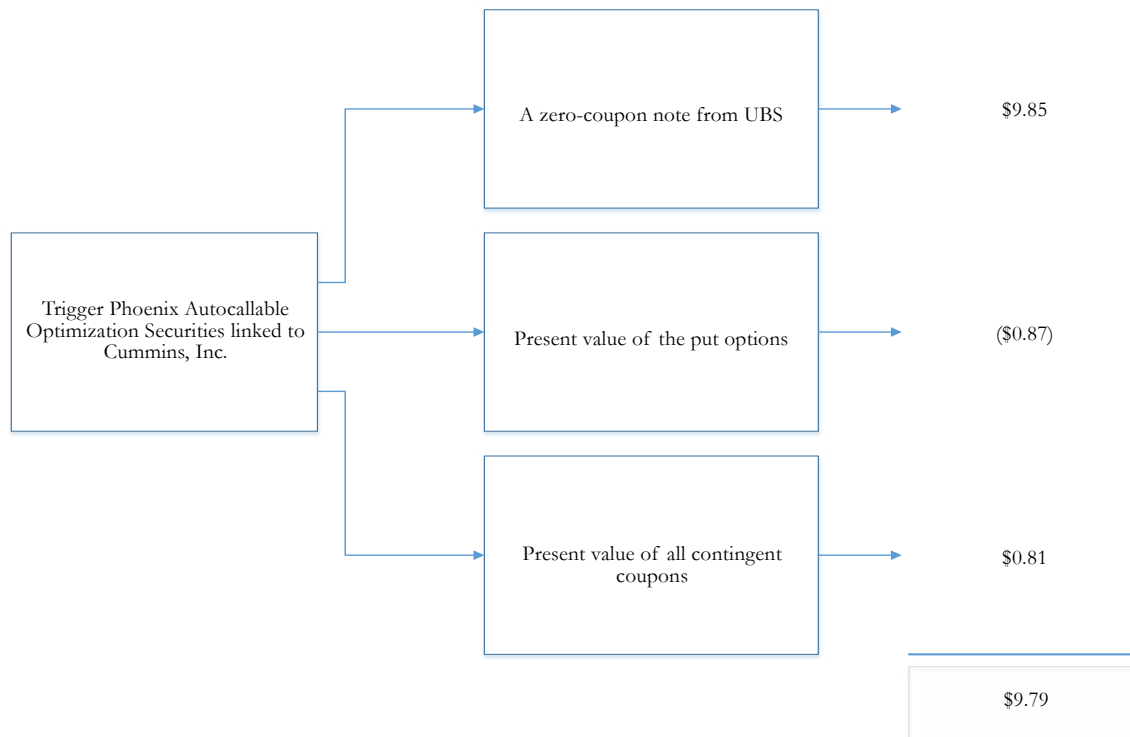 A zero-coupon note from UBS
$9.85
Trigger Phoenix Autocallable
Optimization Securities linked to
Cummins, Inc.
Present value of the put options
($0.87)
Present value of all contingent
coupons
$0.81
$9.79